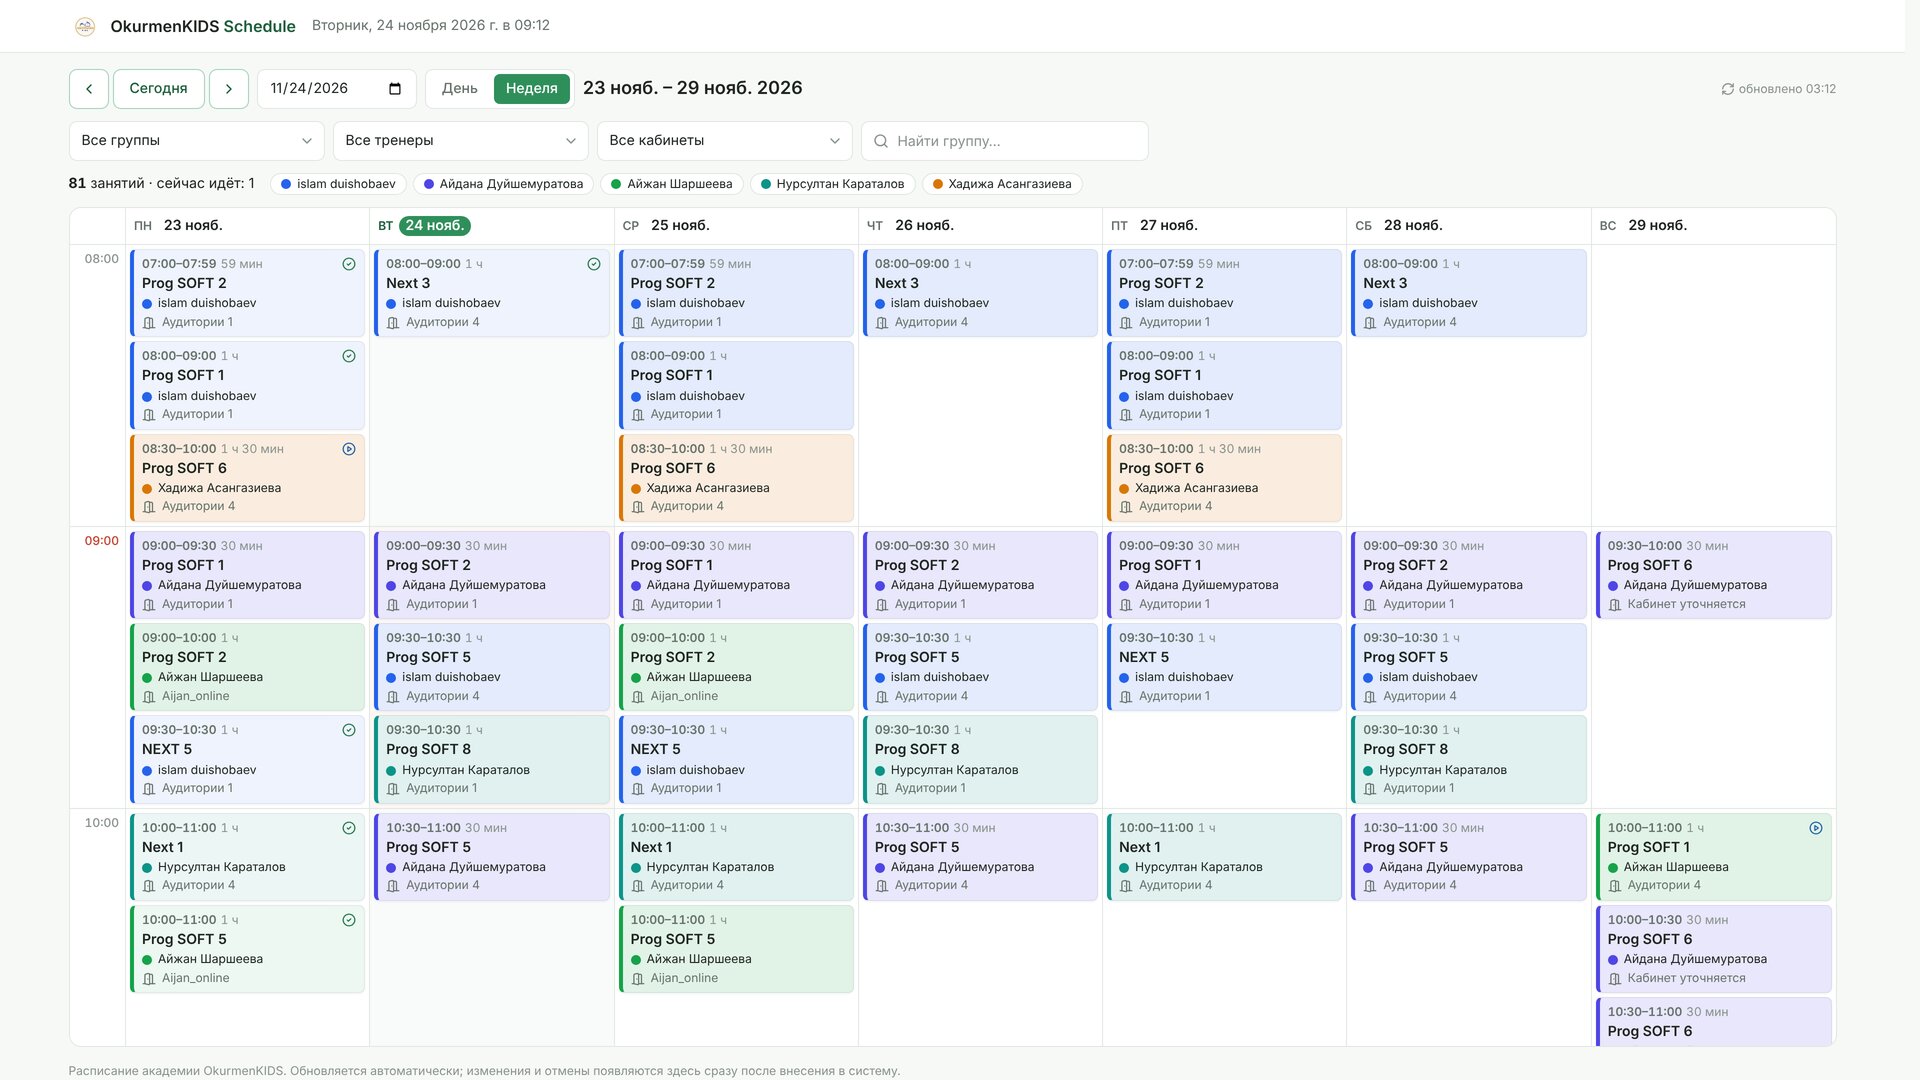 OkurmenKIDS Schedule
Вторник, 24 ноября 2026 г. в 09:12
Сегодня
11/24/2026
День
Неделя
23 нояб. – 29 нояб. 2026
обновлено 03:12
Все группы
Все тренеры
Все кабинеты
Найти группу...
81 занятий · сейчас идёт: 1
islam duishobaev
Айдана Дуйшемуратова
Айжан Шаршеева
Нурсултан Караталов
Хадижа Асангазиева
ПН 23 нояб.
ВТ 24 нояб.
СР 25 нояб.
ЧТ 26 нояб.
ПТ 27 нояб.
СБ 28 нояб.
ВС 29 нояб.
08:00
07:00–07:59 59 мин
Prog SOFT 2
islam duishobaev
Аудитории 1
08:00–09:00 1 ч
Prog SOFT 1
islam duishobaev
Аудитории 1
08:30–10:00 1 ч 30 мин
Prog SOFT 6
Хадижа Асангазиева
Аудитории 4
08:00–09:00 1 ч
Next 3
islam duishobaev
Аудитории 4
07:00–07:59 59 мин
Prog SOFT 2
islam duishobaev
Аудитории 1
08:00–09:00 1 ч
Prog SOFT 1
islam duishobaev
Аудитории 1
08:30–10:00 1 ч 30 мин
Prog SOFT 6
Хадижа Асангазиева
Аудитории 4
08:00–09:00 1 ч
Next 3
islam duishobaev
Аудитории 4
07:00–07:59 59 мин
Prog SOFT 2
islam duishobaev
Аудитории 1
08:00–09:00 1 ч
Prog SOFT 1
islam duishobaev
Аудитории 1
08:30–10:00 1 ч 30 мин
Prog SOFT 6
Хадижа Асангазиева
Аудитории 4
08:00–09:00 1 ч
Next 3
islam duishobaev
Аудитории 4
09:00
09:00–09:30 30 мин
Prog SOFT 1
Айдана Дуйшемуратова
Аудитории 1
09:00–10:00 1 ч
Prog SOFT 2
Айжан Шаршеева
Aijan_online
09:30–10:30 1 ч
NEXT 5
islam duishobaev
Аудитории 1
09:00–09:30 30 мин
Prog SOFT 2
Айдана Дуйшемуратова
Аудитории 1
09:30–10:30 1 ч
Prog SOFT 5
islam duishobaev
Аудитории 4
09:30–10:30 1 ч
Prog SOFT 8
Нурсултан Караталов
Аудитории 1
09:00–09:30 30 мин
Prog SOFT 1
Айдана Дуйшемуратова
Аудитории 1
09:00–10:00 1 ч
Prog SOFT 2
Айжан Шаршеева
Aijan_online
09:30–10:30 1 ч
NEXT 5
islam duishobaev
Аудитории 1
09:00–09:30 30 мин
Prog SOFT 2
Айдана Дуйшемуратова
Аудитории 1
09:30–10:30 1 ч
Prog SOFT 5
islam duishobaev
Аудитории 4
09:30–10:30 1 ч
Prog SOFT 8
Нурсултан Караталов
Аудитории 1
09:00–09:30 30 мин
Prog SOFT 1
Айдана Дуйшемуратова
Аудитории 1
09:30–10:30 1 ч
NEXT 5
islam duishobaev
Аудитории 1
09:00–09:30 30 мин
Prog SOFT 2
Айдана Дуйшемуратова
Аудитории 1
09:30–10:30 1 ч
Prog SOFT 5
islam duishobaev
Аудитории 4
09:30–10:30 1 ч
Prog SOFT 8
Нурсултан Караталов
Аудитории 1
09:30–10:00 30 мин
Prog SOFT 6
Айдана Дуйшемуратова
Кабинет уточняется
10:00
10:00–11:00 1 ч
Next 1
Нурсултан Караталов
Аудитории 4
10:00–11:00 1 ч
Prog SOFT 5
Айжан Шаршеева
Aijan_online
10:30–11:00 30 мин
Prog SOFT 5
Айдана Дуйшемуратова
Аудитории 4
10:00–11:00 1 ч
Next 1
Нурсултан Караталов
Аудитории 4
10:00–11:00 1 ч
Prog SOFT 5
Айжан Шаршеева
Aijan_online
10:30–11:00 30 мин
Prog SOFT 5
Айдана Дуйшемуратова
Аудитории 4
10:00–11:00 1 ч
Next 1
Нурсултан Караталов
Аудитории 4
10:30–11:00 30 мин
Prog SOFT 5
Айдана Дуйшемуратова
Аудитории 4
10:00–11:00 1 ч
Prog SOFT 1
Айжан Шаршеева
Аудитории 4
10:00–10:30 30 мин
Prog SOFT 6
Айдана Дуйшемуратова
Кабинет уточняется
10:30–11:00 30 мин
Prog SOFT 6
Расписание академии OkurmenKIDS. Обновляется автоматически; изменения и отмены появляются здесь сразу после внесения в систему.